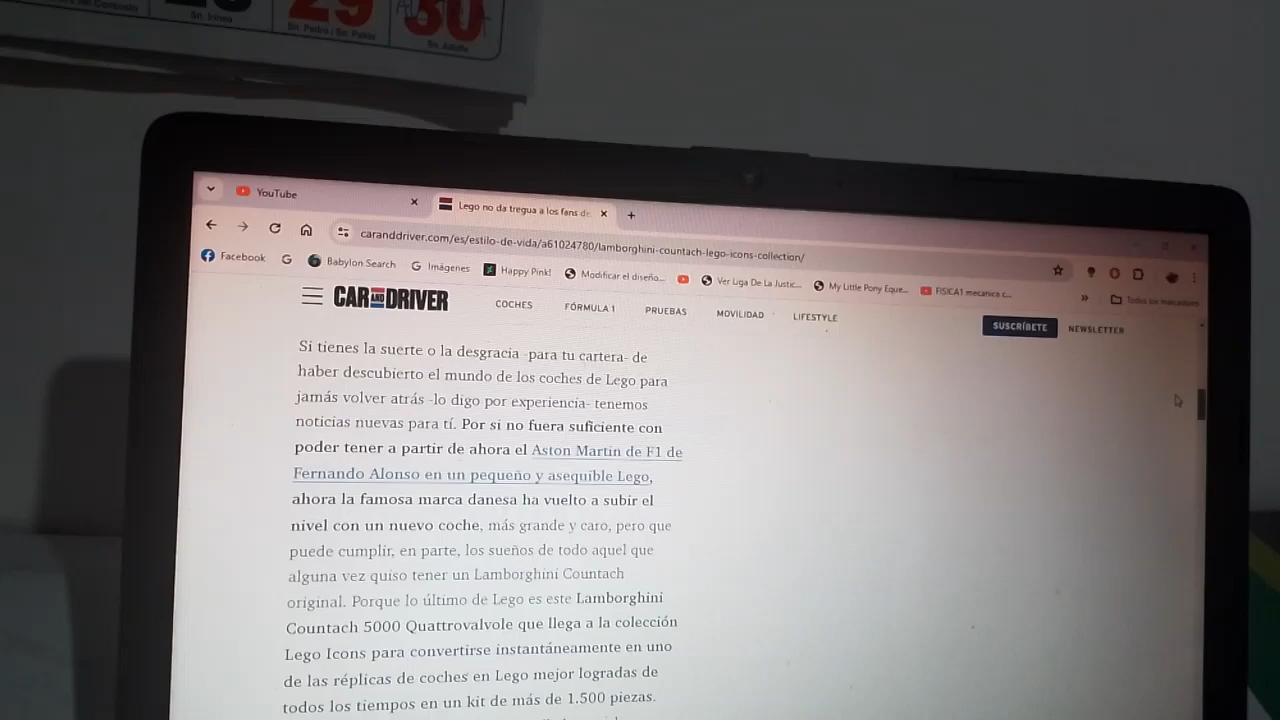 29
30
Sn. Adolfo
YouTube
Lego no da tregua a los fans de
caranddriver.com/es/estilo-de-vida/a61024780/lamborghini-countach-lego-icons-collection/
Facebook
Babylon Search
Imágenes
Happy Pink!
Modificar el diseño...
Ver Liga De La Justic...
My Little Pony Eque...
FISICA1 mecanica c...
»
Todos los marcadores
CAR AND DRIVER
COCHES
FÓRMULA 1
PRUEBAS
MOVILIDAD
LIFESTYLE
SUSCRÍBETE
NEWSLETTER
Si tienes la suerte o la desgracia -para tu cartera- de
haber descubierto el mundo de los coches de Lego para
jamás volver atrás -lo digo por experiencia- tenemos
noticias nuevas para tí. Por si no fuera suficiente con
poder tener a partir de ahora el Aston Martin de F1 de
Fernando Alonso en un pequeño y asequible Lego,
ahora la famosa marca danesa ha vuelto a subir el
nivel con un nuevo coche, más grande y caro, pero que
puede cumplir, en parte, los sueños de todo aquel que
alguna vez quiso tener un Lamborghini Countach
original. Porque lo último de Lego es este Lamborghini
Countach 5000 Quattrovalvole que llega a la colección
Lego Icons para convertirse instantáneamente en uno
de las réplicas de coches en Lego mejor logradas de
todos los tiempos en un kit de más de 1.500 piezas.